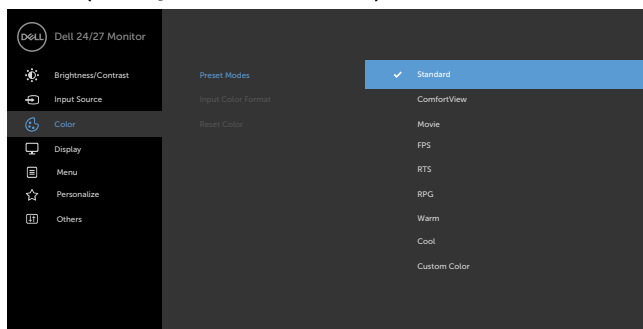 DELL Dell 24/27 Monitor
Brightness/Contrast Preset Modes Standard
Input Source Input Color Format ComfortView
Color Reset Color Movie
Display FPS
Menu RTS
Personalize RPG
Others Warm
Cool
Custom Color